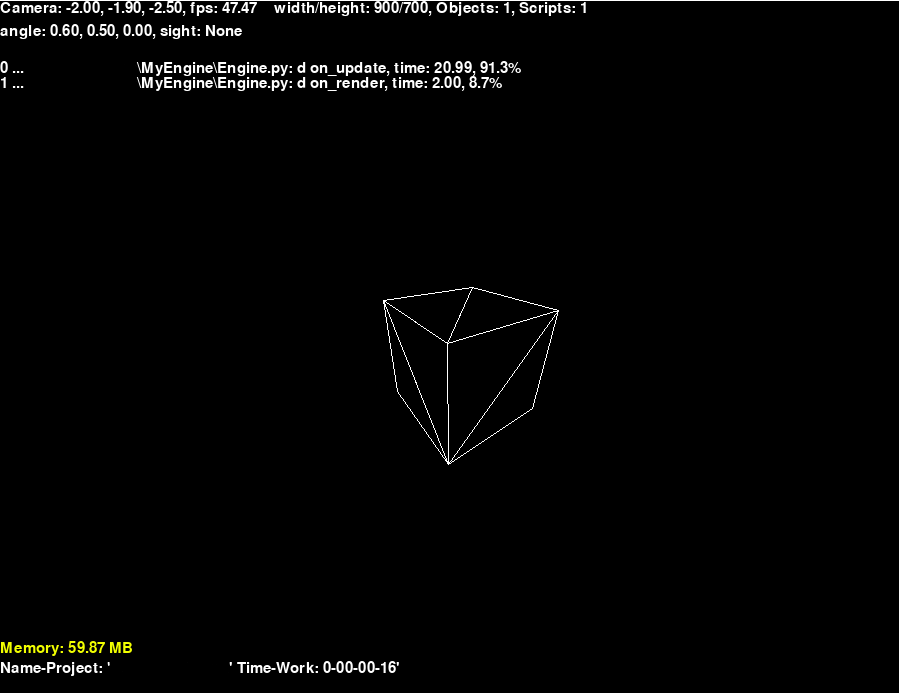 Camera: -2.00, -1.90, -2.50, fps: 47.47 width/height: 900/700, Objects: 1, Scripts: 1
angle: 0.60, 0.50, 0.00, sight: None
0 ... \MyEngine\Engine.py: d on_update, time: 20.99, 91.3%
1 ... \MyEngine\Engine.py: d on_render, time: 2.00, 8.7%
Memory: 59.87 MB
Name-Project: ' ' Time-Work: 0-00-00-16'